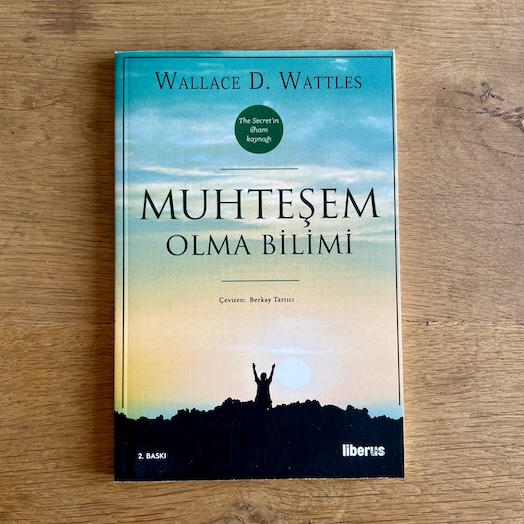 WALLACE D. WATTLES
The Secret'ın
ilham
kaynağı
MUHTEŞEM
OLMA BİLİMİ
Çeviren: Berkay Tartıcı
2. BASKI
liberus